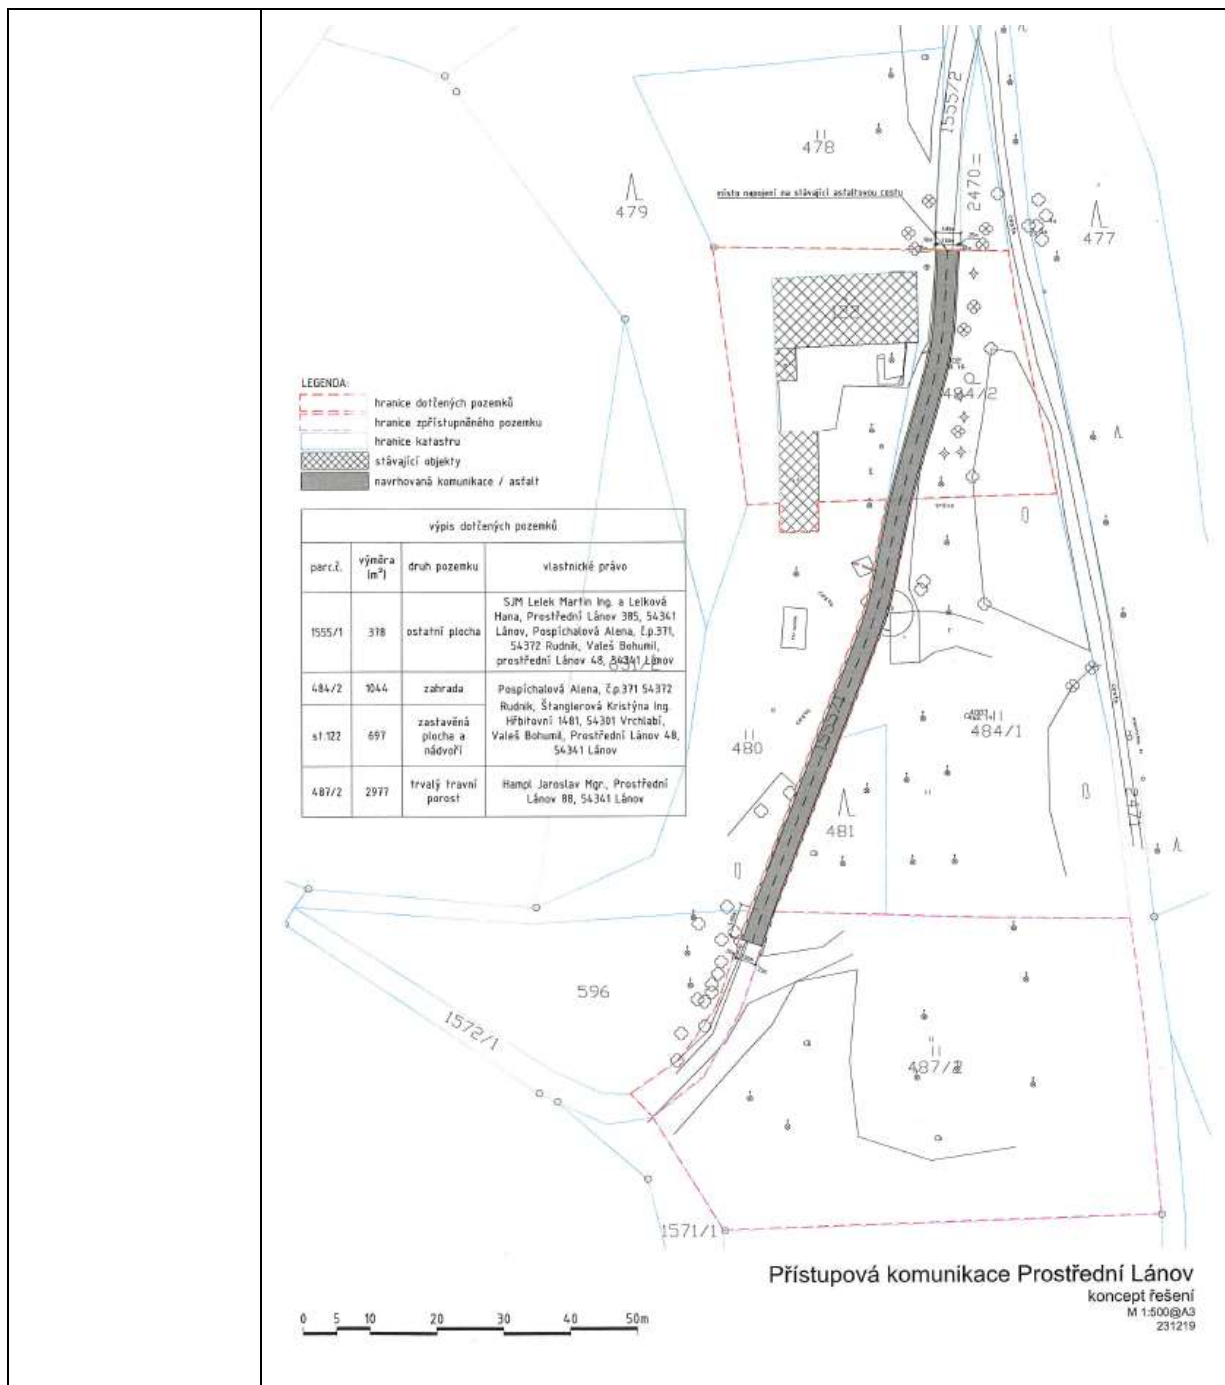 1555/2
478
2470
místo napojení na stávající asfaltovou cestu
479
477
cesta
LEGENDA:
hranice dotčených pozemků
hranice zpřístupněného pozemku
hranice katastru
stávající objekty
navrhovaná komunikace / asfalt
484/2
výpis dotčených pozemků
parc.č. výměra [m²] druh pozemku vlastnické právo
1555/1 378 ostatní plocha
SJM Lelek Martin Ing. a Lelková
Hana, Prostřední Lánov 385, 54341
Lánov, Pospíchalová Alena, č.p.371,
54372 Rudník, Valeš Bohumil,
prostřední Lánov 48, 54341 Lánov
484/2 1044 zahrada
st.122 697 zastavěná
plocha a
nádvoří
Pospíchalová Alena, č.p.371 54372
Rudník, Štanglerová Kristýna Ing.
Hřbitovní 1481, 54301 Vrchlabí,
Valeš Bohumil, Prostřední Lánov 48,
54341 Lánov
487/2 2977 trvalý travní
porost
Hampl Jaroslav Mgr., Prostřední
Lánov 88, 54341 Lánov
cesta
cesta
cesta
1555/1
480
484/1
481
2471
596
1572/1
487/2
1571/1
Přístupová komunikace Prostřední Lánov
koncept řešení
M 1:500@A3
231219
0 5 10 20 30 40 50m